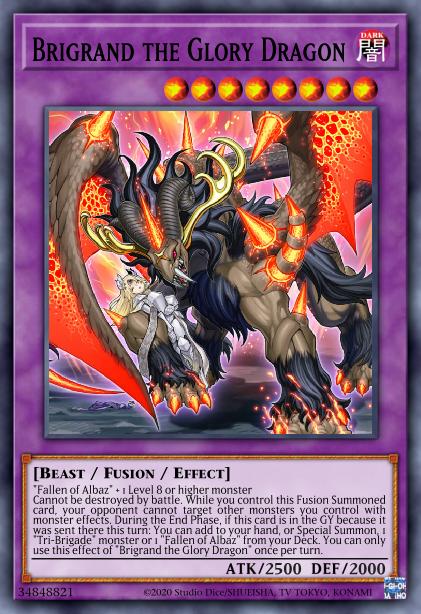 BRIGRAND THE GLORY DRAGON
DARK
闇
[BEAST / FUSION / EFFECT]
"Fallen of Albaz" + 1 Level 8 or higher monster
Cannot be destroyed by battle. While you control this Fusion Summoned
card, your opponent cannot target other monsters you control with
monster effects. During the End Phase, if this card is in the GY because it
was sent there this turn: You can add to your hand, or Special Summon, 1
"Tri-Brigade" monster or 1 "Fallen of Albaz" from your Deck. You can only
use this effect of "Brigrand the Glory Dragon" once per turn.
ATK/2500 DEF/2000
34848821 ©2020 Studio Dice/SHUEISHA, TV TOKYO, KONAMI